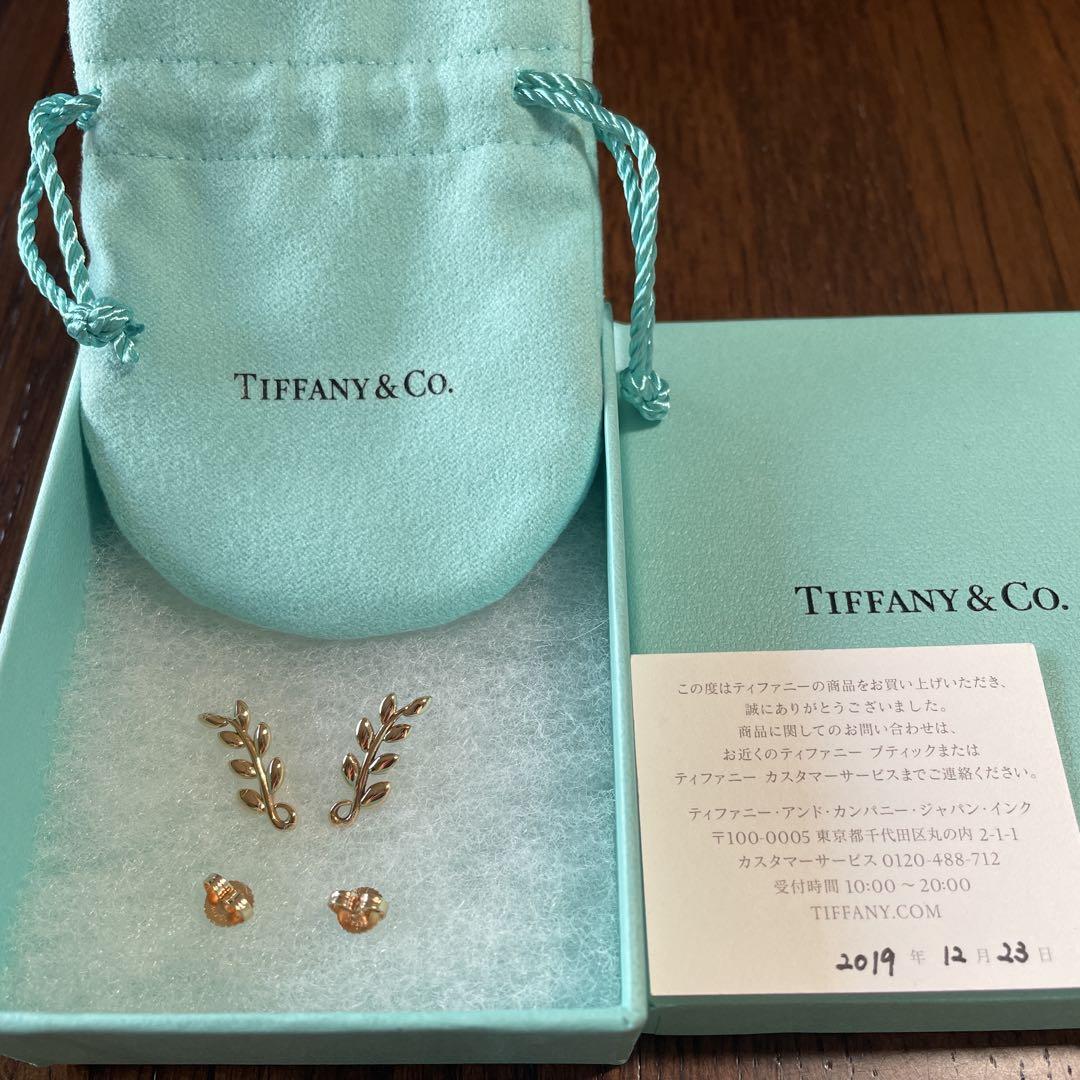 TIFFANY & CO.
TIFFANY & CO.
この度はティファニーの商品をお買い上げいただき、
誠にありがとうございました。
商品に関してのお問い合わせは、
お近くのティファニー ブティックまたは
ティファニー カスタマーサービスまでご連絡ください。
ティファニー・アンド・カンパニー・ジャパン・インク
〒100-0005 東京都千代田区丸の内 2-1-1
カスタマーサービス 0120-488-712
受付時間 10:00 〜 20:00
TIFFANY.COM
2019 年 12 月 23 日